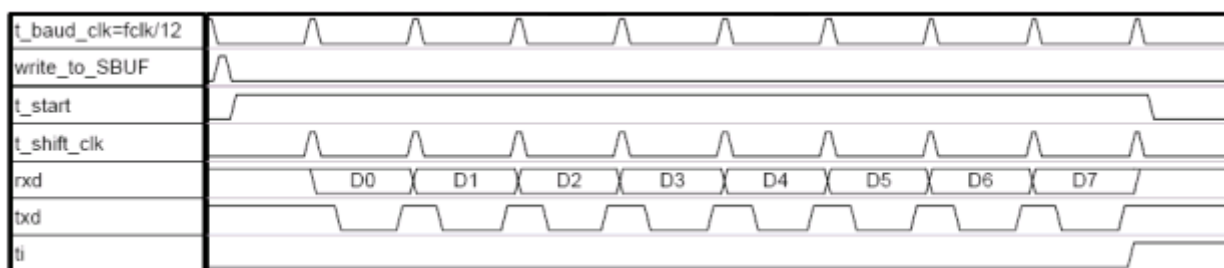 t_baud_clk=fclk/12
write_to_SBUF
t_start
t_shift_clk
rxd D0 D1 D2 D3 D4 D5 D6 D7
txd
ti